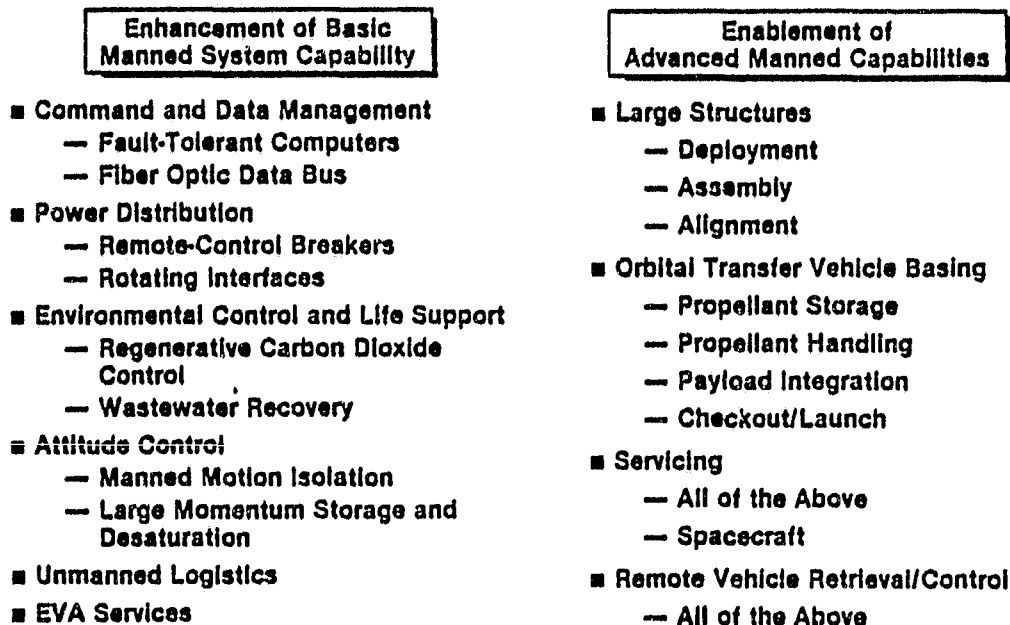 Enhancement of Basic
Manned System Capability
■ Command and Data Management
— Fault-Tolerant Computers
— Fiber Optic Data Bus
■ Power Distribution
— Remote-Control Breakers
— Rotating Interfaces
■ Environmental Control and Life Support
— Regenerative Carbon Dioxide
Control
— Wastewater Recovery
■ Attitude Control
— Manned Motion Isolation
— Large Momentum Storage and
Desaturation
■ Unmanned Logistics
■ EVA Services
Enablement of
Advanced Manned Capabilities
■ Large Structures
— Deployment
— Assembly
— Alignment
■ Orbital Transfer Vehicle Basing
— Propellant Storage
— Propellant Handling
— Payload Integration
— Checkout/Launch
■ Servicing
— All of the Above
— Spacecraft
■ Remote Vehicle Retrieval/Control
— All of the Above